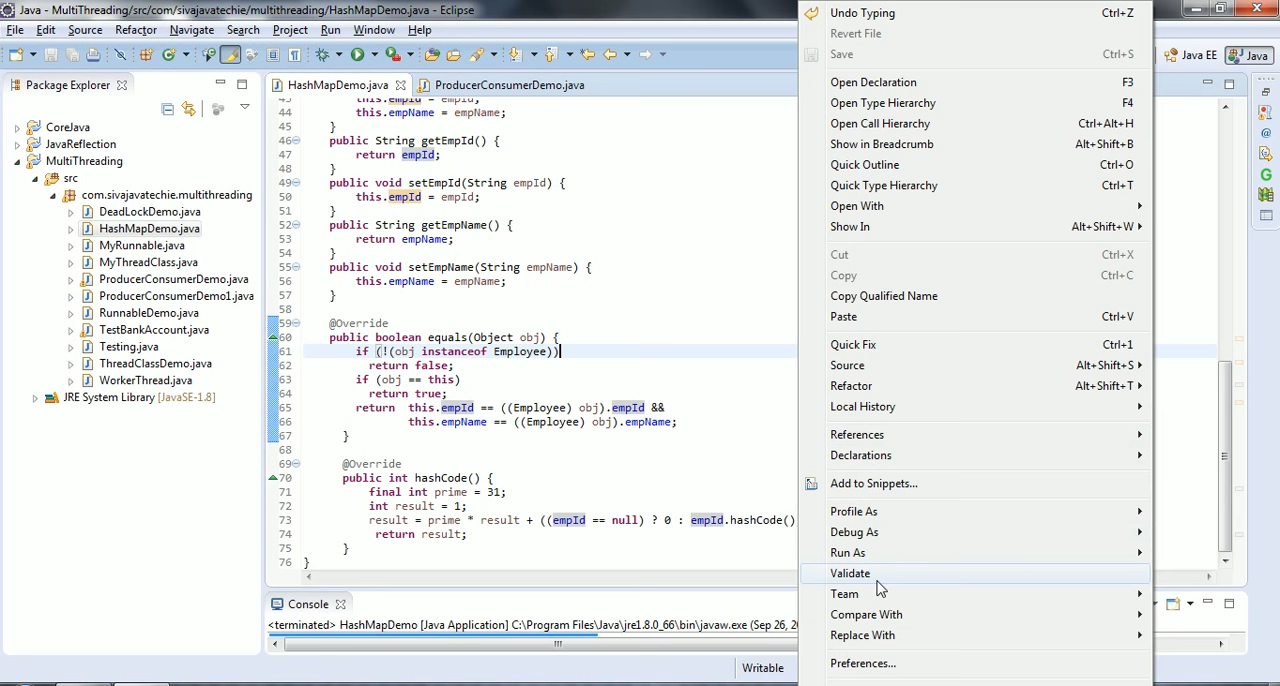 Java - MultiThreading/src/com/sivajavatechie/multithreading/HashMapDemo.java - Eclipse
File Edit Source Refactor Navigate Search Project Run Window Help
Java EE Java
Package Explorer
CoreJava
JavaReflection
MultiThreading
src
com.sivajavatechie.multithreading
DeadLockDemo.java
HashMapDemo.java
MyRunnable.java
MyThreadClass.java
ProducerConsumerDemo.java
ProducerConsumerDemo1.java
RunnableDemo.java
TestBankAccount.java
Testing.java
ThreadClassDemo.java
WorkerThread.java
JRE System Library [JavaSE-1.8]
HashMapDemo.java ProducerConsumerDemo.java
43 this.empId = empId;
44 this.empName = empName;
45 }
46 public String getEmpId() {
47 return empId;
48 }
49 public void setEmpId(String empId) {
50 this.empId = empId;
51 }
52 public String getEmpName() {
53 return empName;
54 }
55 public void setEmpName(String empName) {
56 this.empName = empName;
57 }
58
59 @Override
60 public boolean equals(Object obj) {
61 if (!(obj instanceof Employee))
62 return false;
63 if (obj == this)
64 return true;
65 return this.empId == ((Employee) obj).empId &&
66 this.empName == ((Employee) obj).empName;
67 }
68
69 @Override
70 public int hashCode() {
71 final int prime = 31;
72 int result = 1;
73 result = prime * result + ((empId == null) ? 0 : empId.hashCode()
74 return result;
75 }
76 }
Console
<terminated> HashMapDemo [Java Application] C:\Program Files\Java\jre1.8.0_66\bin\javaw.exe (Sep 26, 20
Writable
Undo Typing Ctrl+Z
Revert File
Save Ctrl+S
Open Declaration F3
Open Type Hierarchy F4
Open Call Hierarchy Ctrl+Alt+H
Show in Breadcrumb Alt+Shift+B
Quick Outline Ctrl+O
Quick Type Hierarchy Ctrl+T
Open With
Show In Alt+Shift+W
Cut Ctrl+X
Copy Ctrl+C
Copy Qualified Name
Paste Ctrl+V
Quick Fix Ctrl+1
Source Alt+Shift+S
Refactor Alt+Shift+T
Local History
References
Declarations
Add to Snippets...
Profile As
Debug As
Run As
Validate
Team
Compare With
Replace With
Preferences...